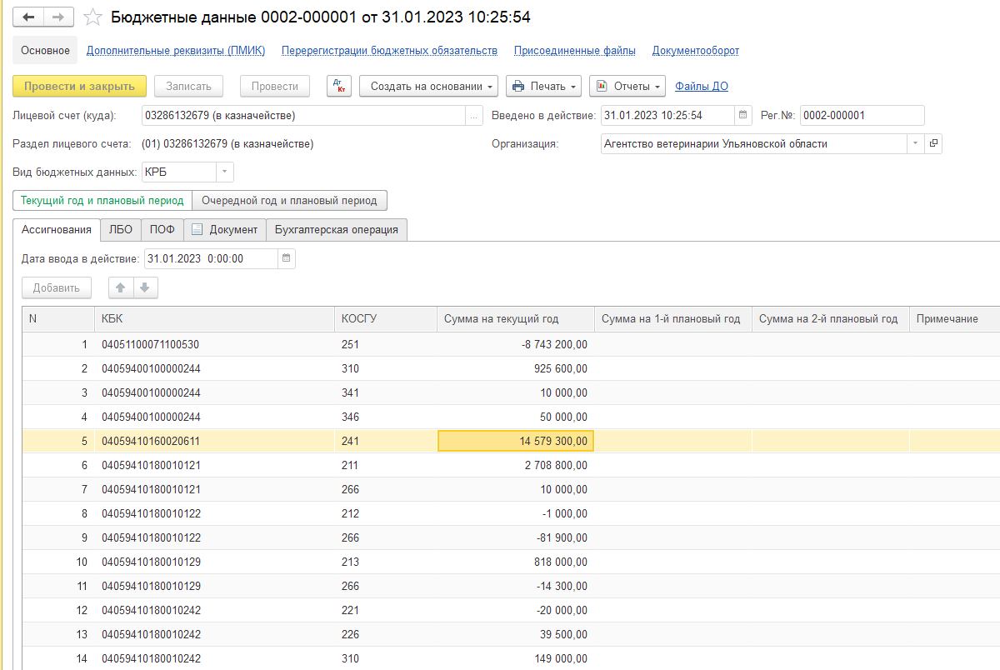 Бюджетные данные 0002-000001 от 31.01.2023 10:25:54
Основное Дополнительные реквизиты (ПМИК) Перерегистрации бюджетных обязательств Присоединенные файлы Документооборот
Провести и закрыть Записать Провести Дт Кт Создать на основании Печать Отчеты Файлы ДО
Лицевой счет (куда): 03286132679 (в казначействе) ... Введено в действие: 31.01.2023 10:25:54 Рег.№: 0002-000001
Раздел лицевого счета: (01) 03286132679 (в казначействе) Организация: Агентство ветеринарии Ульяновской области
Вид бюджетных данных: КРБ
Текущий год и плановый период Очередной год и плановый период
Ассигнования ЛБО ПОФ Документ Бухгалтерская операция
Дата ввода в действие: 31.01.2023 0:00:00
Добавить
N КБК КОСГУ Сумма на текущий год Сумма на 1-й плановый год Сумма на 2-й плановый год Примечание
1 04051100071100530 251 -8 743 200,00
2 04059400100000244 310 925 600,00
3 04059400100000244 341 10 000,00
4 04059400100000244 346 50 000,00
5 04059410160020611 241 14 579 300,00
6 04059410180010121 211 2 708 800,00
7 04059410180010121 266 10 000,00
8 04059410180010122 212 -1 000,00
9 04059410180010122 266 -81 900,00
10 04059410180010129 213 818 000,00
11 04059410180010129 266 -14 300,00
12 04059410180010242 221 -20 000,00
13 04059410180010242 226 39 500,00
14 04059410180010242 310 149 000,00